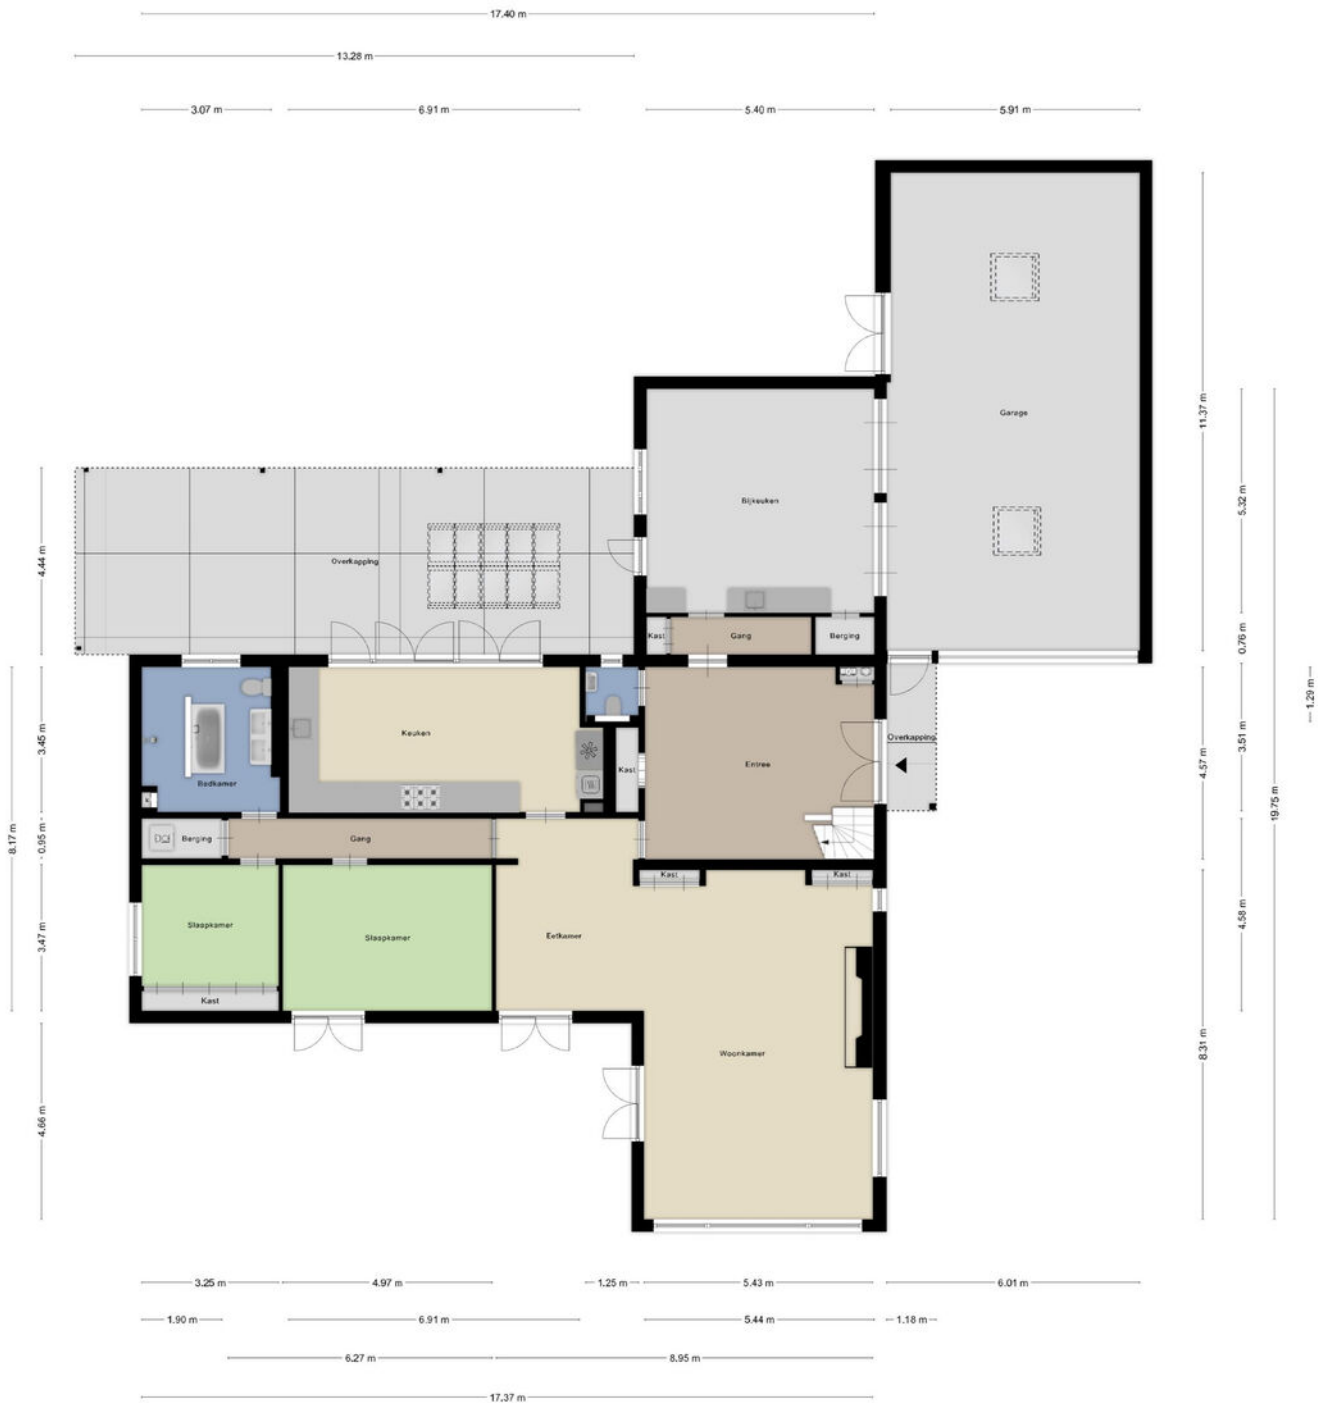 17.40 m
13.28 m
3.07 m
6.91 m
5.40 m
5.91 m
Garage
11.37 m
Bijkeuken
5.32 m
4.44 m
Overkapping
Kast
Gang
Berging
0.76 m
1.29 m
Keuken
Overkapping
3.45 m
Kast
Entree
3.51 m
4.57 m
Badkamer
19.75 m
8.17 m
0.95 m
Berging
Gang
Kast
Kast
4.58 m
Slaapkamer
Slaapkamer
Eetkamer
3.47 m
Kast
Woonkamer
8.31 m
4.66 m
3.25 m
4.97 m
1.25 m
5.43 m
6.01 m
1.90 m
6.91 m
5.44 m
1.18 m
6.27 m
8.95 m
17.37 m